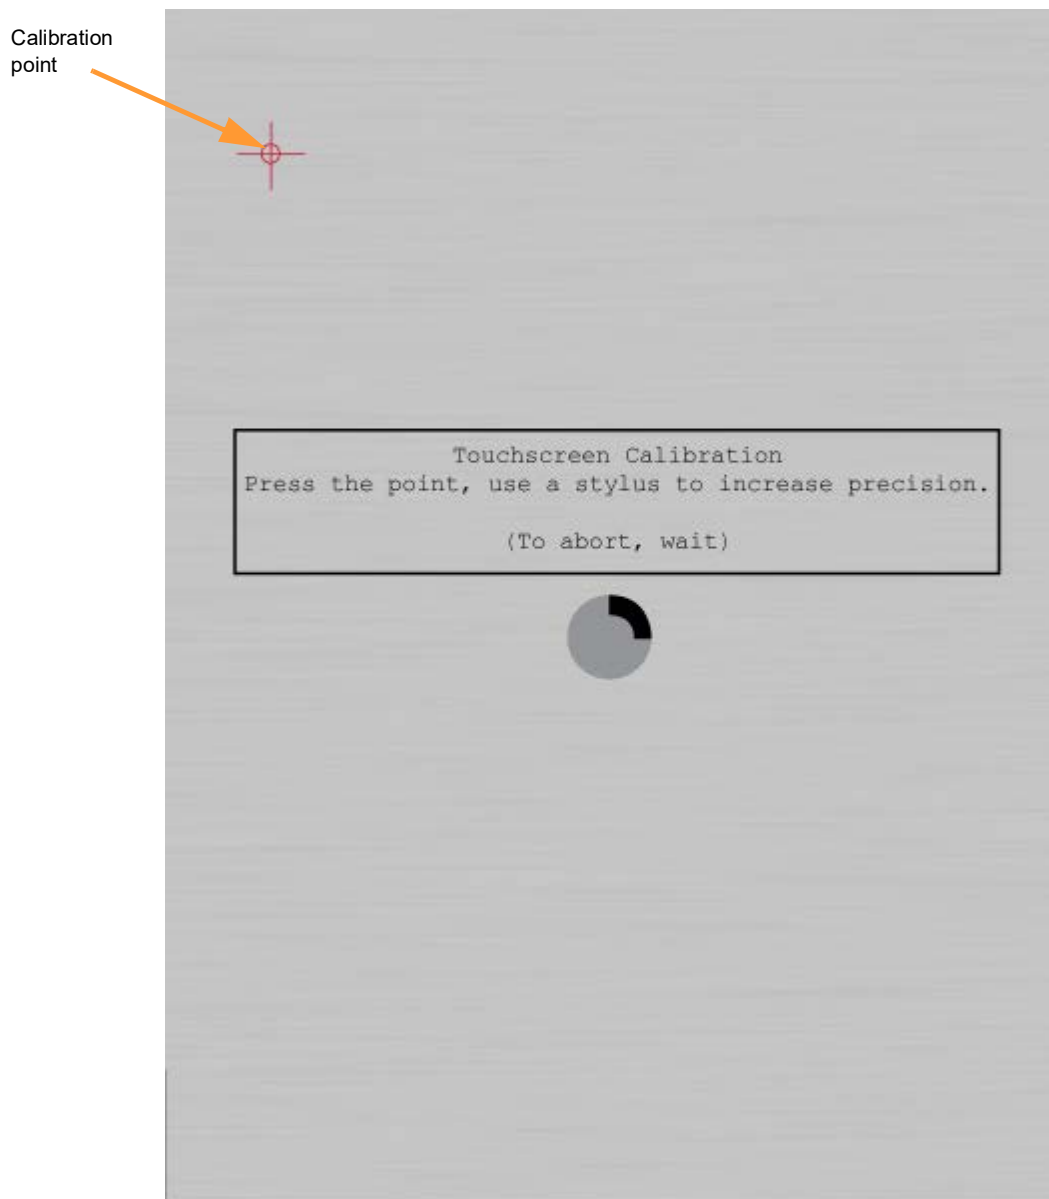 Calibration
point
Touchscreen Calibration
Press the point, use a stylus to increase precision.
(To abort, wait)